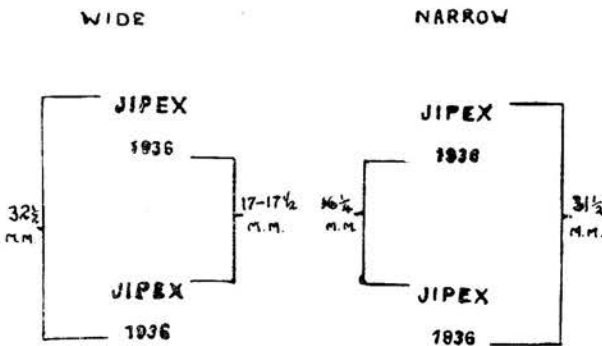 WIDE
NARROW
JIPEX
1936
32½
M.M.
17-17½
M.M.
JIPEX
1936
JIPEX
1936
16¼
M.M.
31½
M.M.
JIPEX
1936